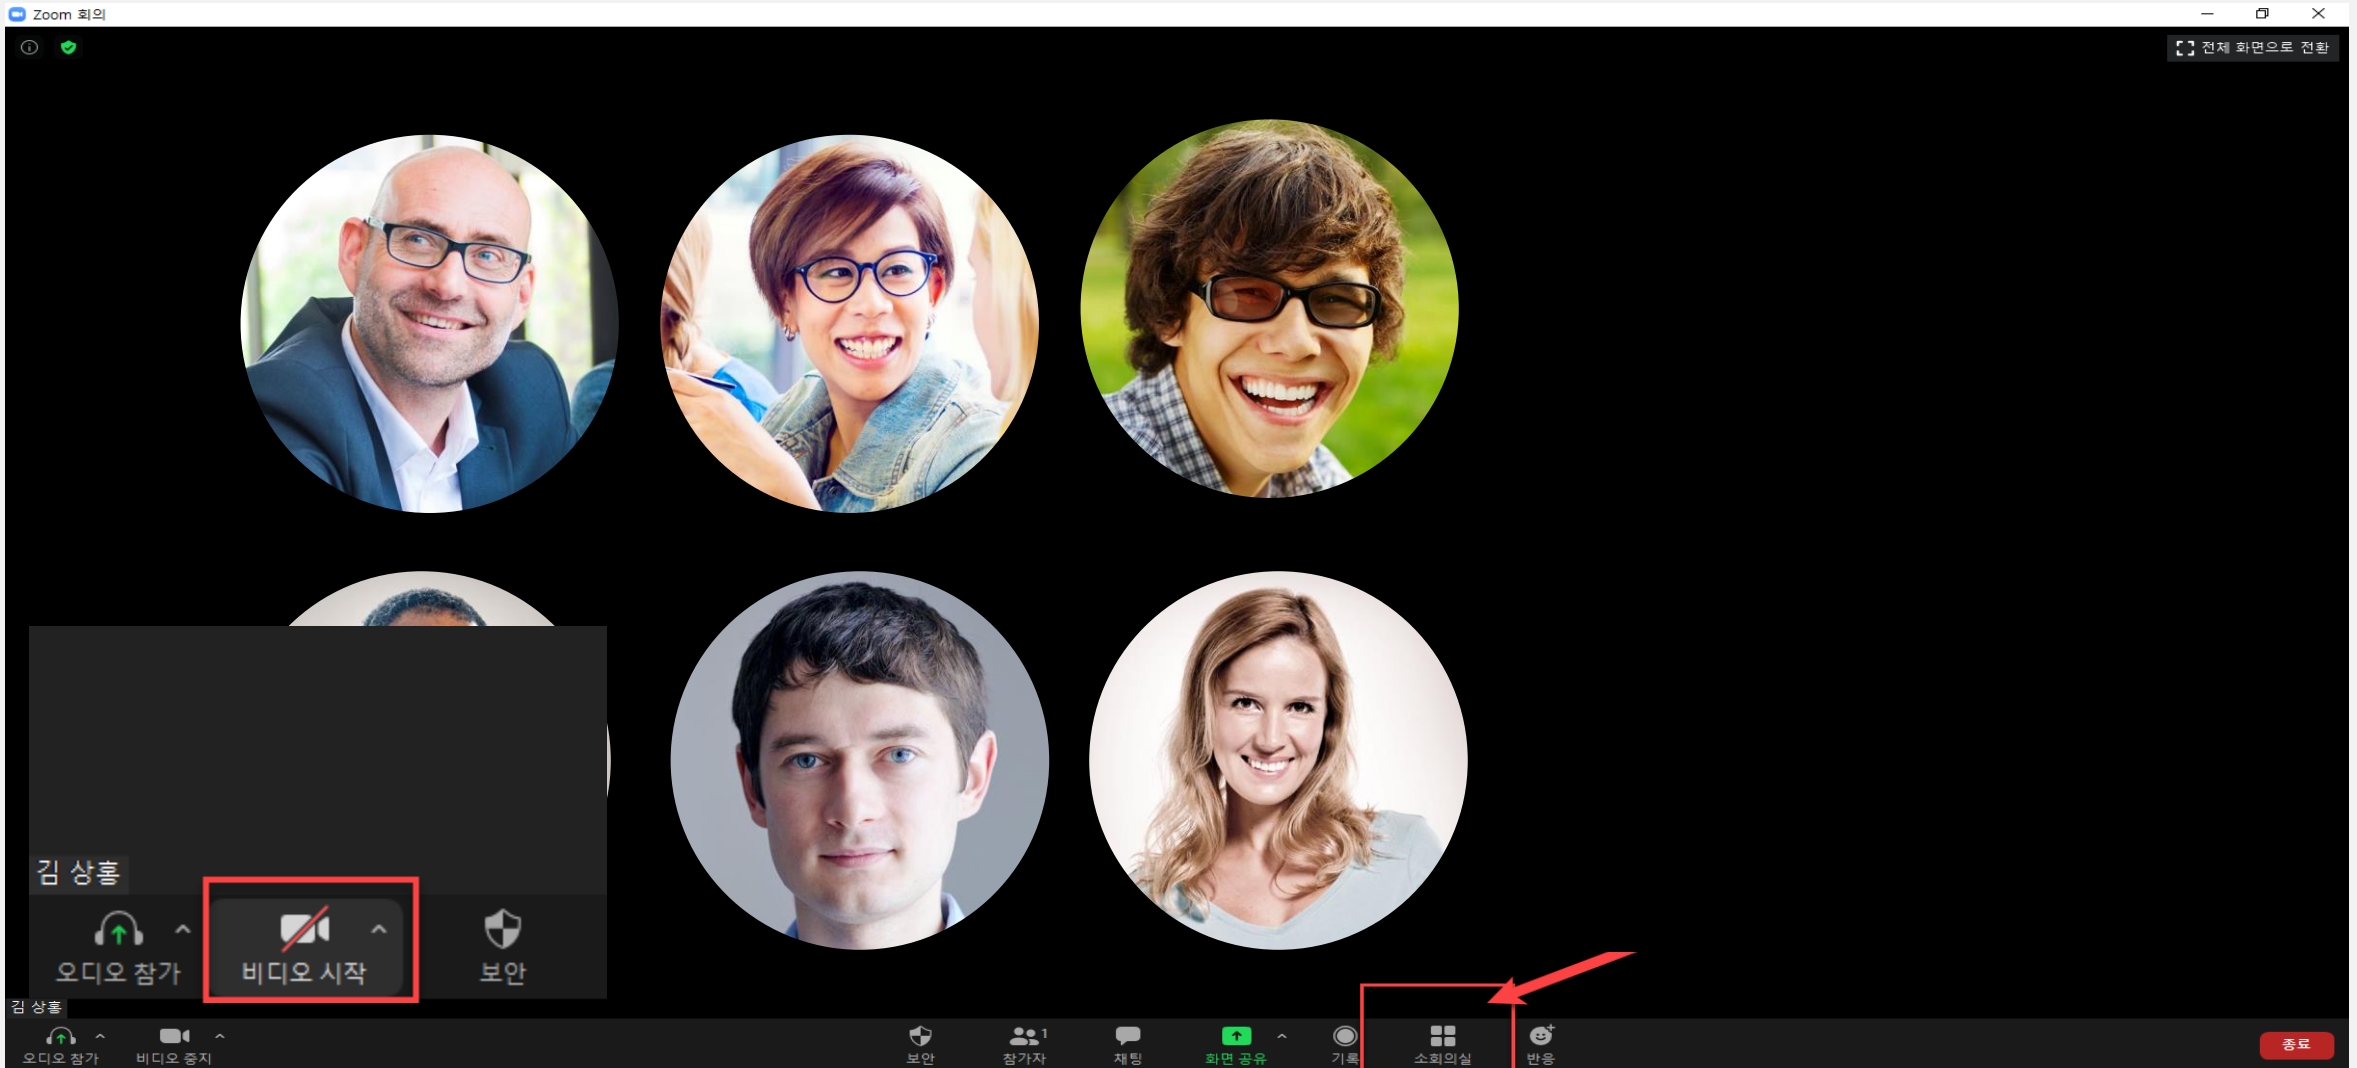 Zoom 회의
전체 화면으로 전환
김 상홍
오디오 참가
비디오 시작
보안
김 상홍
오디오 참가
비디오 중지
보안
참가자
1
채팅
화면 공유
기록
소회의실
반응
종료